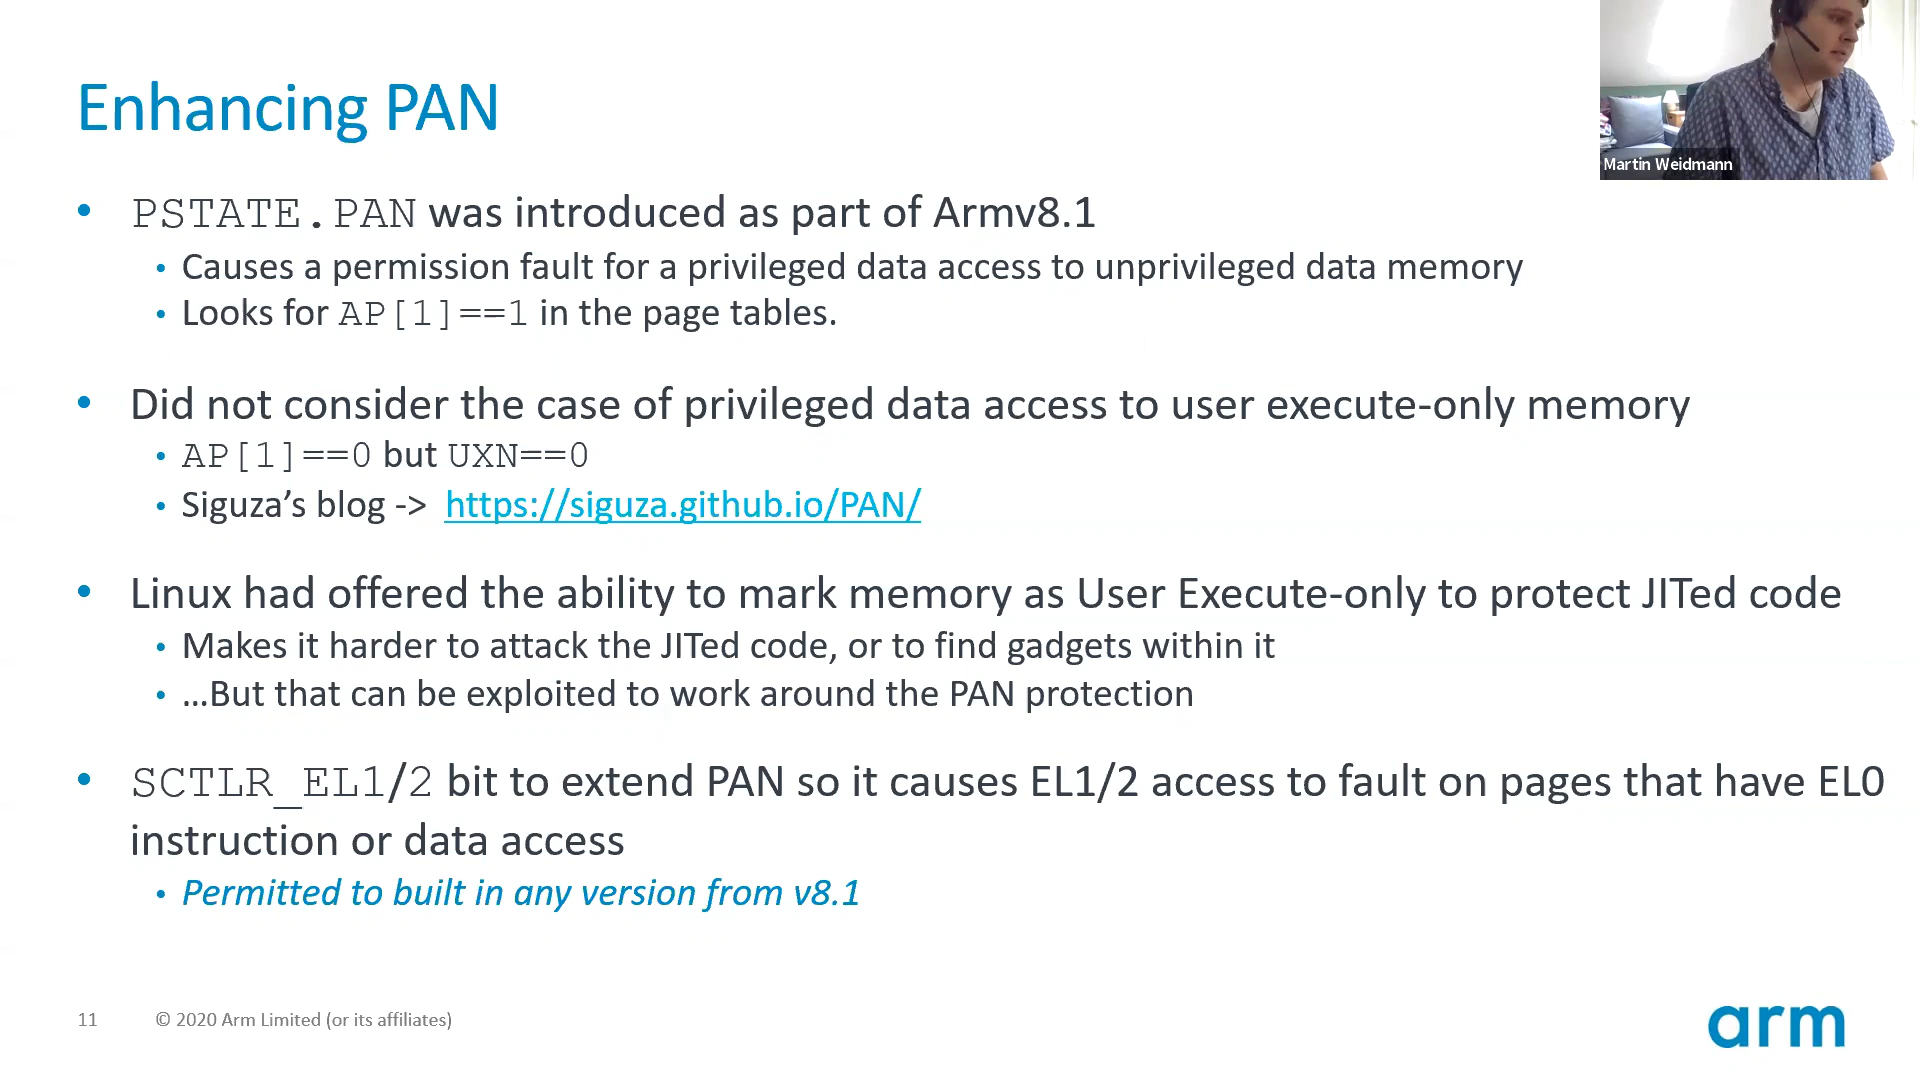 Enhancing PAN
Martin Weidmann
• PSTATE.PAN was introduced as part of Armv8.1
• Causes a permission fault for a privileged data access to unprivileged data memory
• Looks for AP[1]==1 in the page tables.
• Did not consider the case of privileged data access to user execute-only memory
• AP[1]==0 but UXN==0
• Siguza’s blog -> https://siguza.github.io/PAN/
• Linux had offered the ability to mark memory as User Execute-only to protect JITed code
• Makes it harder to attack the JITed code, or to find gadgets within it
• …But that can be exploited to work around the PAN protection
• SCTLR_EL1/2 bit to extend PAN so it causes EL1/2 access to fault on pages that have EL0
instruction or data access
• Permitted to built in any version from v8.1
11 © 2020 Arm Limited (or its affiliates)
arm